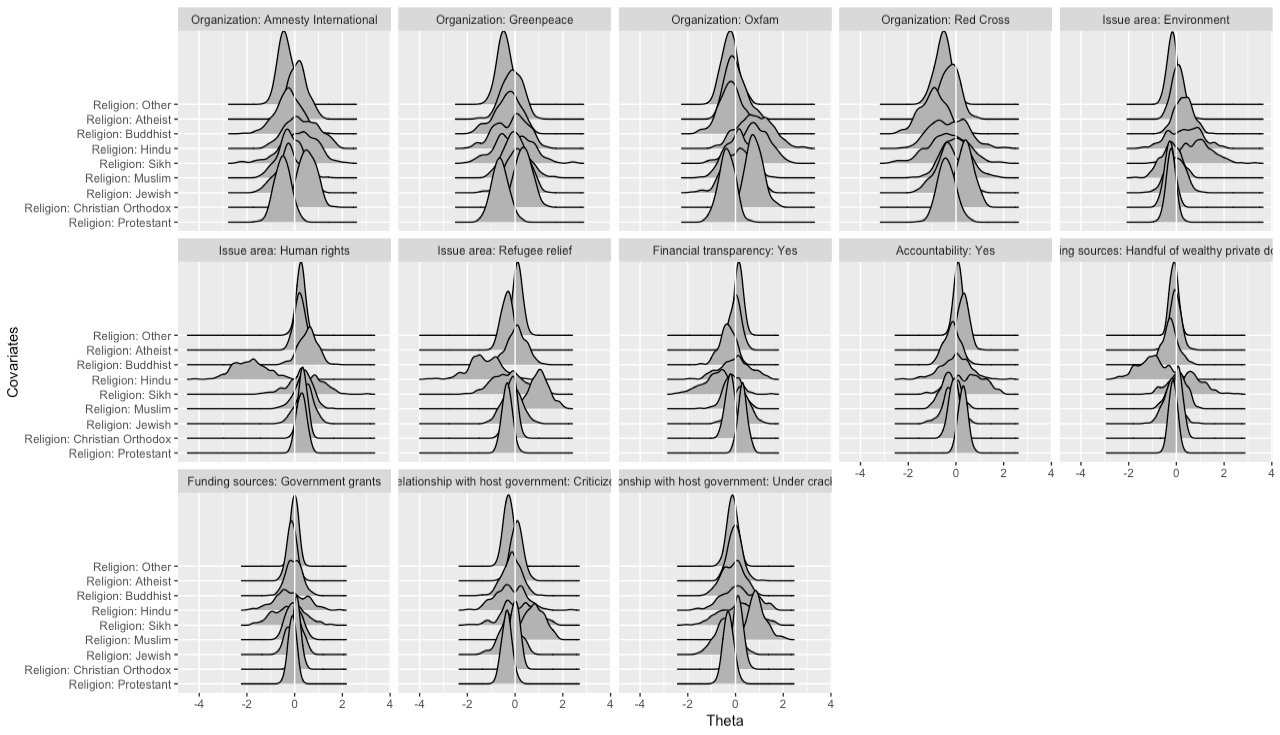 Organization: Amnesty International
Organization: Greenpeace
Organization: Oxfam
Organization: Red Cross
Issue area: Environment
Religion: Other
Religion: Atheist
Religion: Buddhist
Religion: Hindu
Religion: Sikh
Religion: Muslim
Religion: Jewish
Religion: Christian Orthodox
Religion: Protestant
Issue area: Human rights
Issue area: Refugee relief
Financial transparency: Yes
Accountability: Yes
ing sources: Handful of wealthy private do
Religion: Other
Religion: Atheist
Religion: Buddhist
Religion: Hindu
Religion: Sikh
Religion: Muslim
Religion: Jewish
Religion: Christian Orthodox
Religion: Protestant
-4 -2 0 2 4
-4 -2 0 2 4
Covariates
Funding sources: Government grants
elationship with host government: Criticize
onship with host government: Under crack
Religion: Other
Religion: Atheist
Religion: Buddhist
Religion: Hindu
Religion: Sikh
Religion: Muslim
Religion: Jewish
Religion: Christian Orthodox
Religion: Protestant
-4 -2 0 2 4
-4 -2 0 2 4
-4 -2 0 2 4
Theta